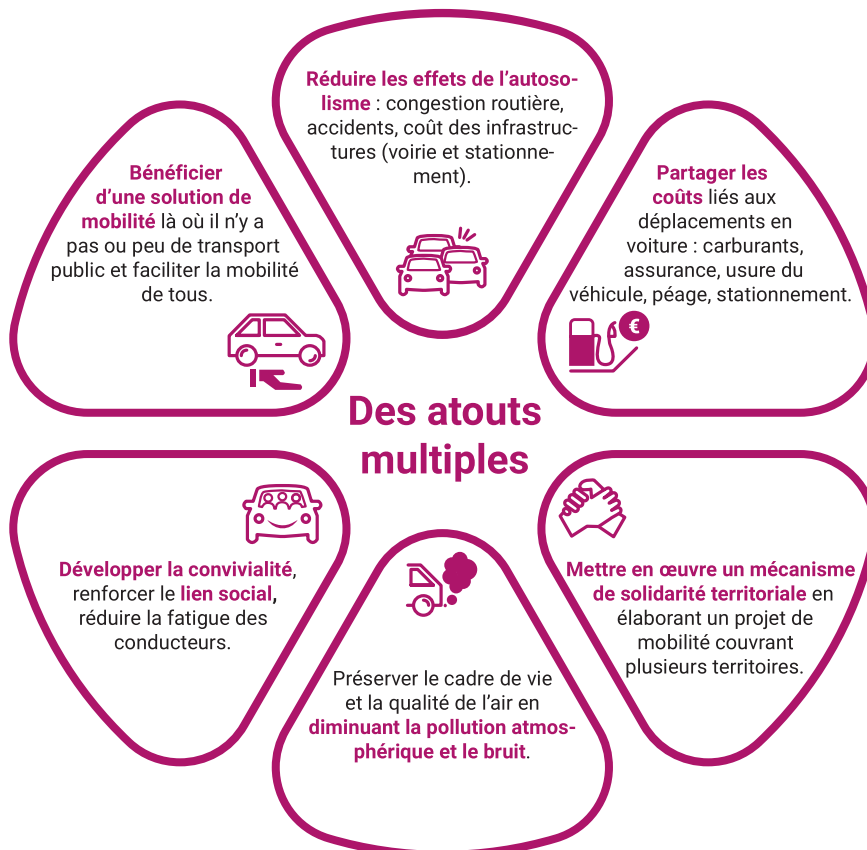 Réduire les effets de l'autoso-
lisme : congestion routière,
accidents, coût des infrastruc-
tures (voirie et stationne-
ment).
Bénéficier
d'une solution de
mobilité là où il n'y a
pas ou peu de transport
public et faciliter la mobilité
de tous.
Partager les
coûts liés aux
déplacements en
voiture : carburants,
assurance, usure du
véhicule, péage, stationnement.
€
Des atouts
multiples
Développer la convivialité,
renforcer le lien social,
réduire la fatigue des
conducteurs.
Préserver le cadre de vie
et la qualité de l'air en
diminuant la pollution atmos-
phérique et le bruit.
Mettre en œuvre un mécanisme
de solidarité territoriale en
élaborant un projet de
mobilité couvrant
plusieurs territoires.